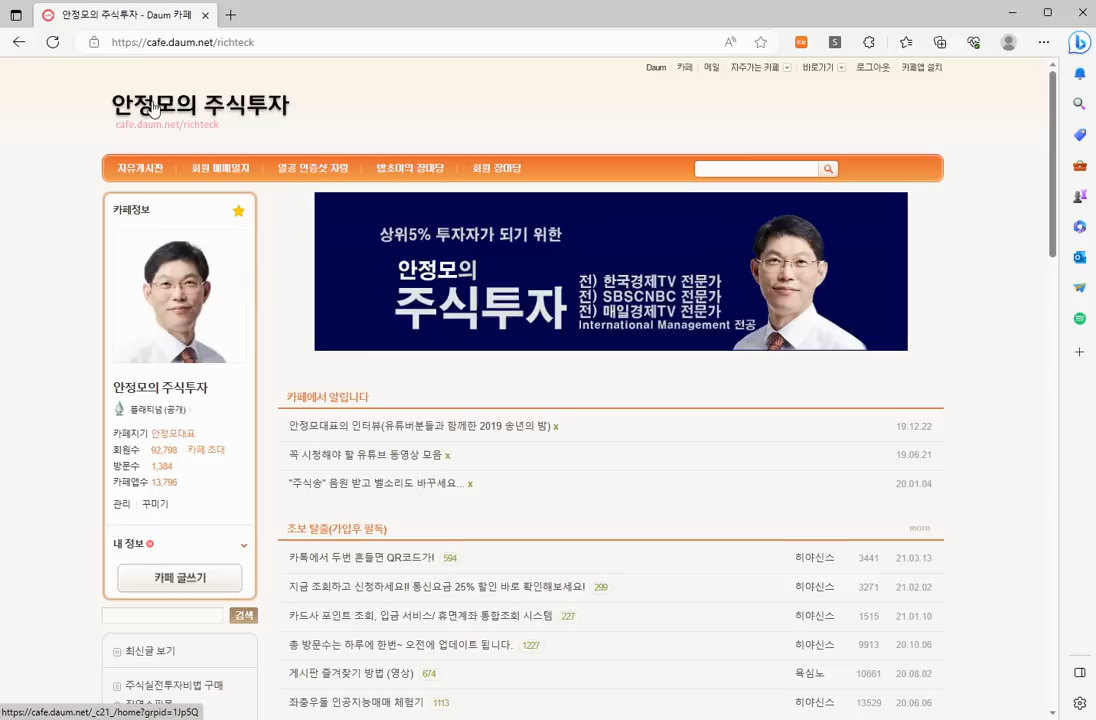 안정모의 주식투자 - Daum 카페
https://cafe.daum.net/richteck
Daum 카페 메일 자주가는 카페 바로가기 로그아웃 카페앱 설치
안정모의 주식투자
cafe.daum.net/richteck
자유게시판 회원 매매일지 열공 인증샷 자랑 밥초미의 장마당 회원 장마당
카페정보
상위5% 투자자가 되기 위한
안정모의
주식투자
전) 한국경제TV 전문가
전) SBSCNBC 전문가
전) 매일경제TV 전문가
International Management 전공
안정모의 주식투자
플래티넘 (공개)
카페지기 안정모대표
회원수 92,798 카페 초대
방문수 1,384
카페앱수 13,796
관리 꾸미기
내 정보
카페 글쓰기
검색
최신글 보기
주식실전투자비법 구매
카페에서 알립니다
안정모대표의 인터뷰(유튜버분들과 함께한 2019 송년의 밤) x 19.12.22
꼭 시청해야 할 유튜브 동영상 모음 x 19.06.21
"주식송" 음원 받고 벨소리도 바꾸세요... x 20.01.04
초보 탈출(가입후 필독) more
카톡에서 두번 흔들면 QR코드가! 594 히야신스 3441 21.03.13
지금 조회하고 신청하세요!! 통신요금 25% 할인 바로 확인해보세요! 299 히야신스 3271 21.02.02
카드사 포인트 조회, 입금 서비스/ 휴면계좌 통합조회 시스템 227 히야신스 1515 21.01.10
총 방문수는 하루에 한번~ 오전에 업데이트 됩니다. 1227 히야신스 9913 20.10.06
게시판 즐겨찾기 방법 (영상) 674 욕심노 10661 20.08.02
좌충우돌 인공지능매매 체험기 1113 히야신스 13529 20.06.06
https://cafe.daum.net/_c21_/home?grpid=1Jp5Q